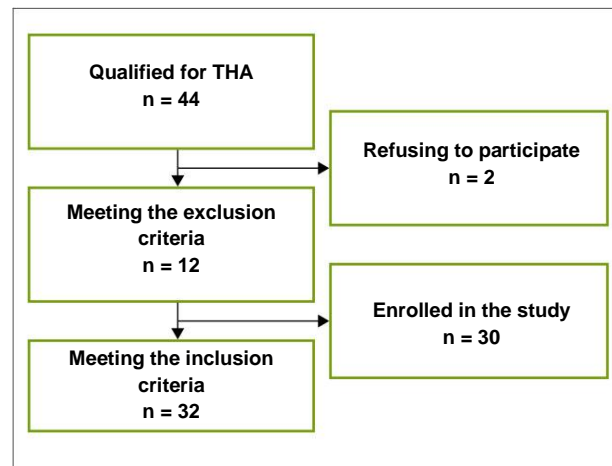 Qualified for THA
n = 44
Refusing to participate
n = 2
Meeting the exclusion
criteria
n = 12
Enrolled in the study
n = 30
Meeting the inclusion
criteria
n = 32